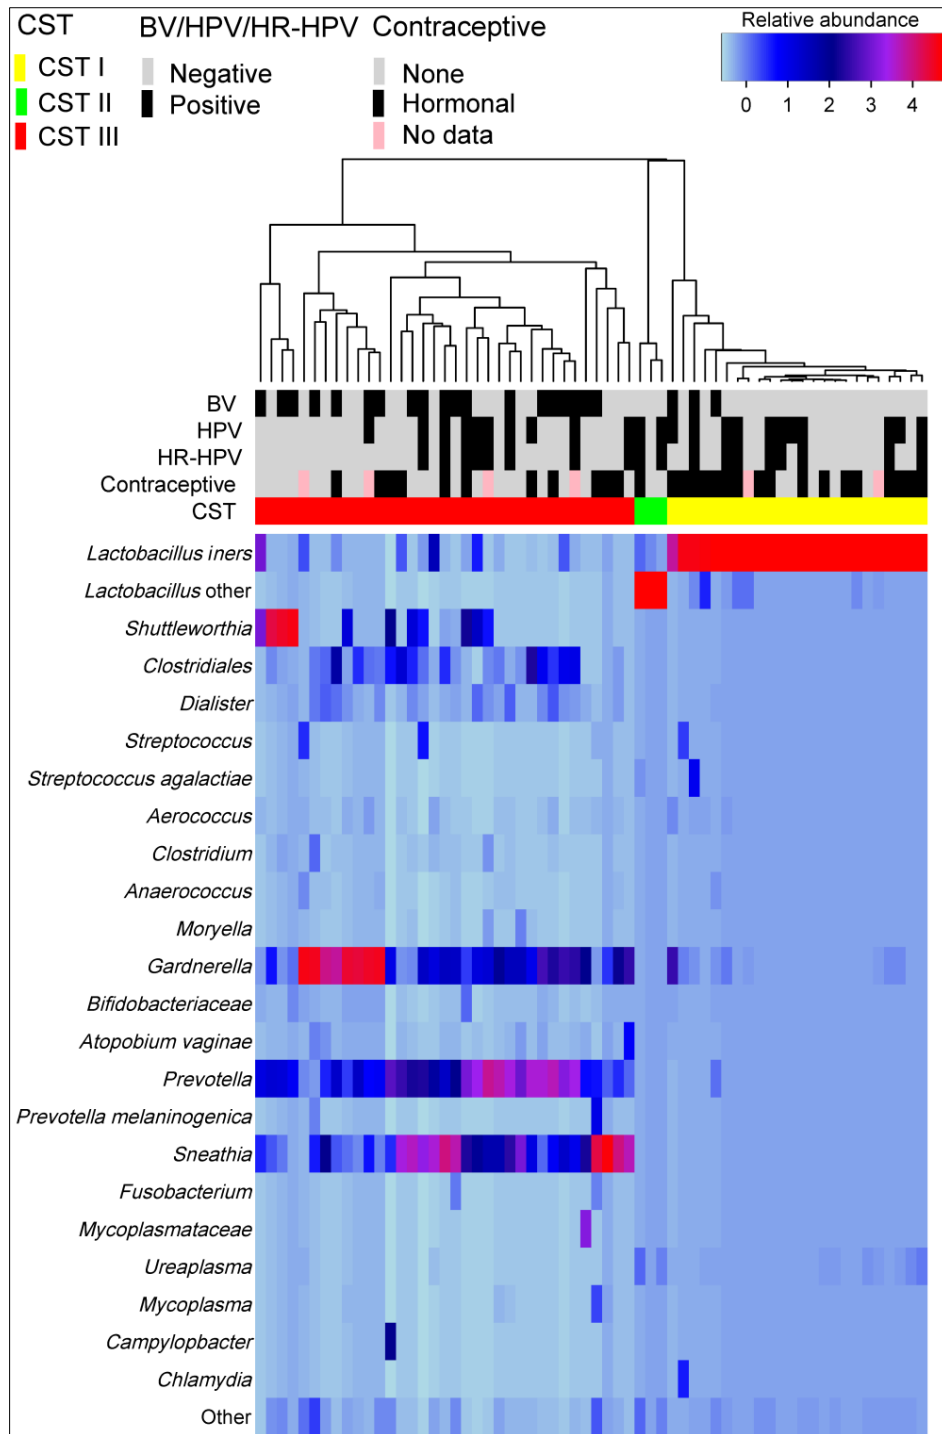 CST
BV/HPV/HR-HPV
Contraceptive
Relative abundance
CST I
CST II
CST III
Negative
Positive
None
Hormonal
No data
0 1 2 3 4
BV
HPV
HR-HPV
Contraceptive
CST
Lactobacillus iners
Lactobacillus other
Shuttleworthia
Clostridiales
Dialister
Streptococcus
Streptococcus agalactiae
Aerococcus
Clostridium
Anaerococcus
Moryella
Gardnerella
Bifidobacteriaceae
Atopobium vaginae
Prevotella
Prevotella melaninogenica
Sneathia
Fusobacterium
Mycoplasmataceae
Ureaplasma
Mycoplasma
Campylopbacter
Chlamydia
Other